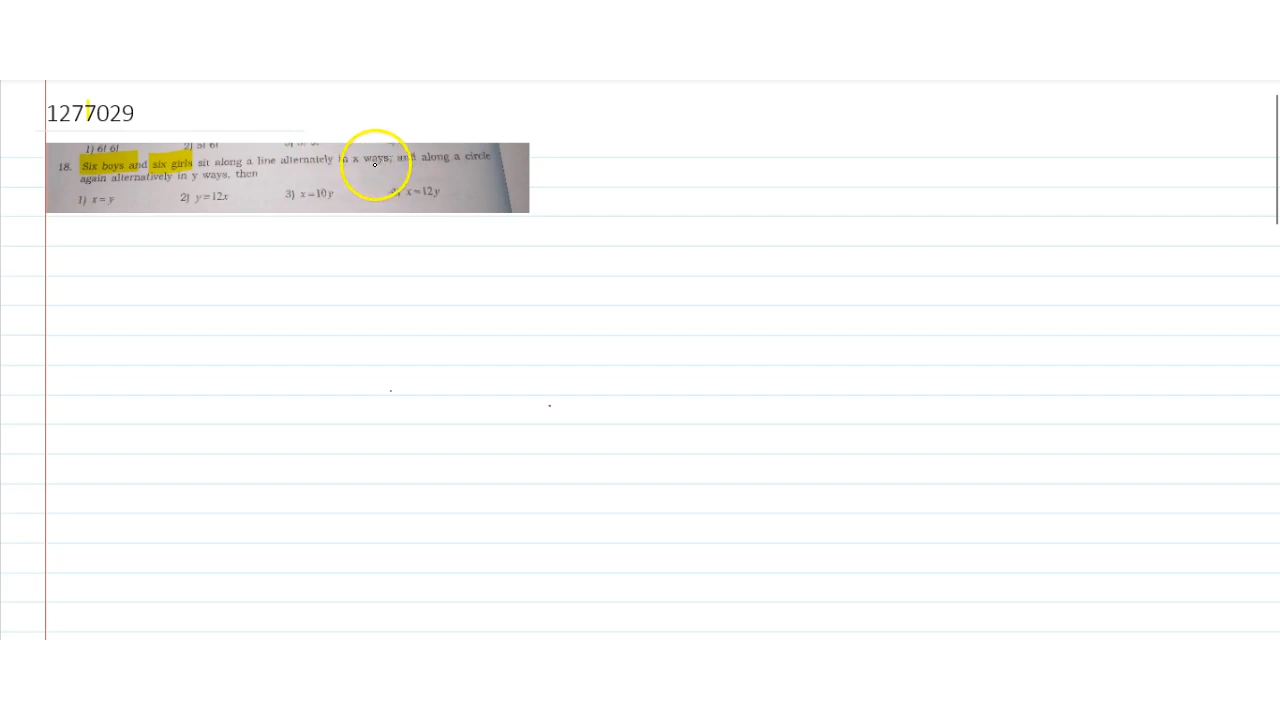 1277029
1) 6! 6! 2) 5! 6!
18. Six boys and six girls sit along a line alternately in x ways; and along a circle
again alternatively in y ways, then
1) x=y 2) y=12x 3) x=10y 4) x=12y